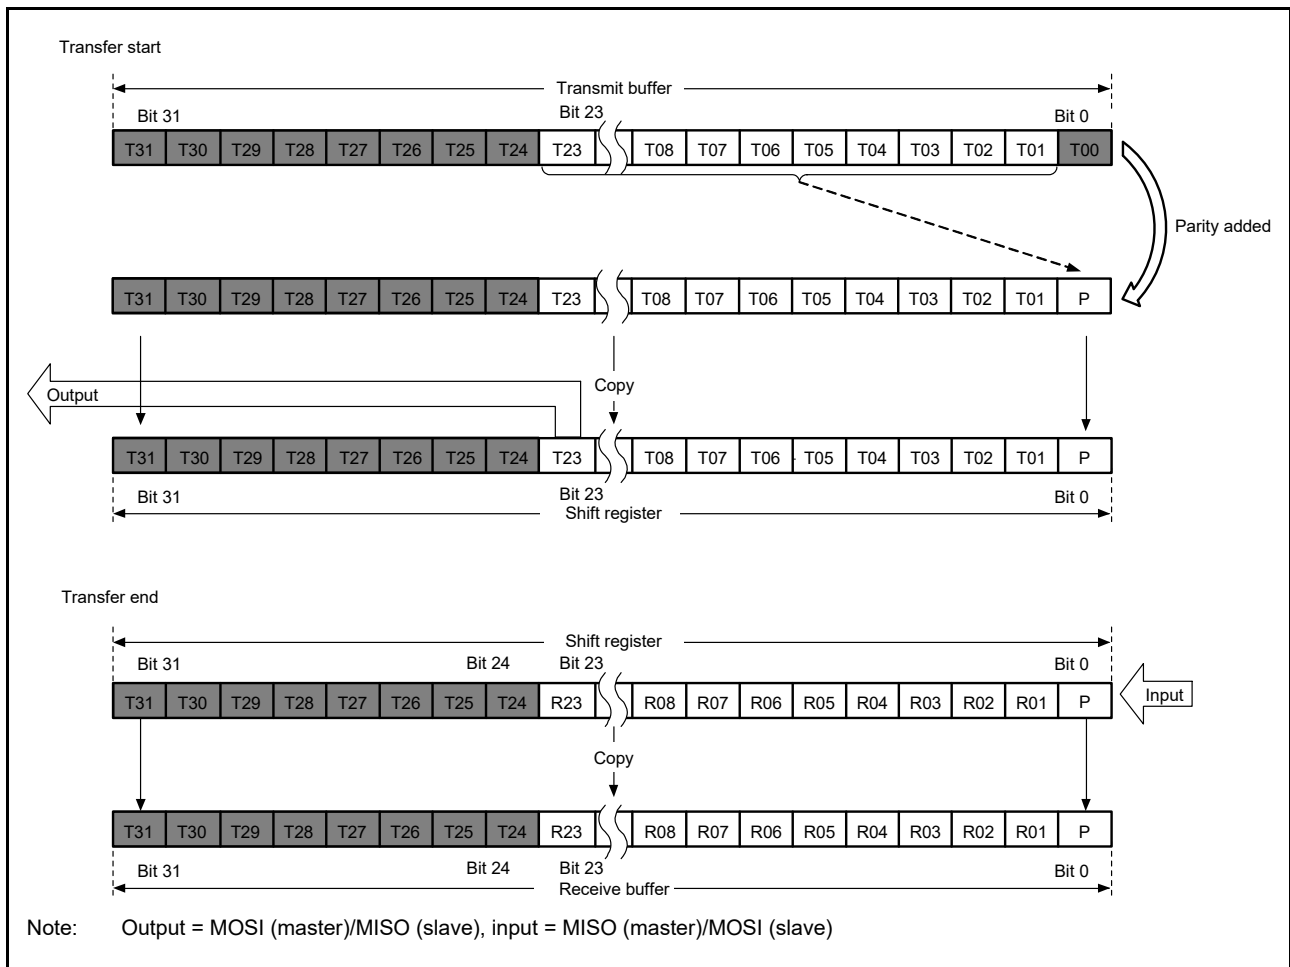 Transfer start
Transmit buffer
Bit 31 Bit 23 Bit 0
T31 T30 T29 T28 T27 T26 T25 T24 T23 T08 T07 T06 T05 T04 T03 T02 T01 T00
Parity added
T31 T30 T29 T28 T27 T26 T25 T24 T23 T08 T07 T06 T05 T04 T03 T02 T01 P
Copy
Output
T31 T30 T29 T28 T27 T26 T25 T24 T23 T08 T07 T06 T05 T04 T03 T02 T01 P
Bit 31 Bit 23 Bit 0
Shift register
Transfer end
Shift register
Bit 31 Bit 24 Bit 23 Bit 0
T31 T30 T29 T28 T27 T26 T25 T24 R23 R08 R07 R06 R05 R04 R03 R02 R01 P Input
Copy
T31 T30 T29 T28 T27 T26 T25 T24 R23 R08 R07 R06 R05 R04 R03 R02 R01 P
Bit 31 Bit 24 Bit 23 Bit 0
Receive buffer
Note: Output = MOSI (master)/MISO (slave), input = MISO (master)/MOSI (slave)